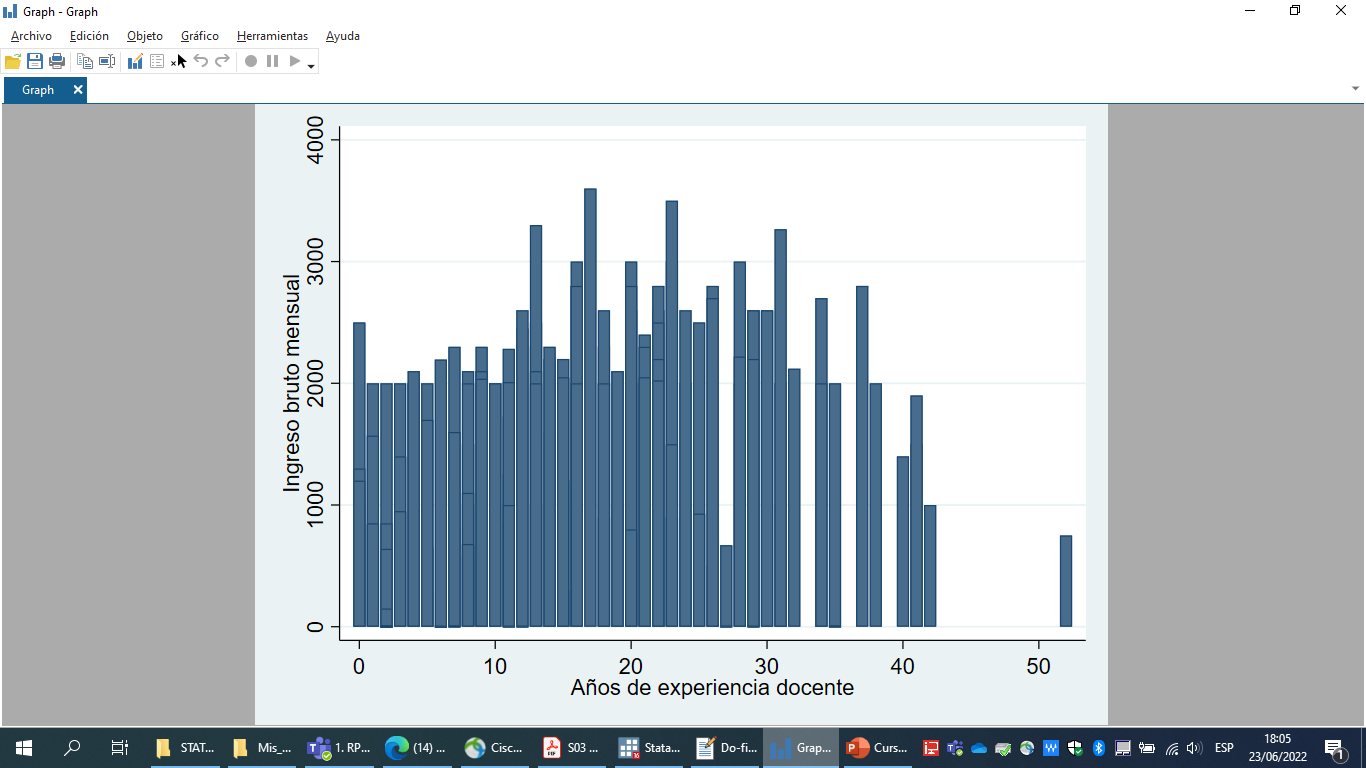 Graph - Graph
Archivo Edición Objeto Gráfico Herramientas Ayuda
Graph
4000
3000
2000
1000
0
Ingreso bruto mensual
0 10 20 30 40 50
Años de experiencia docente
STAT... Mis_... 1. RP... (14) ... Cisc... S03 ... Stata... Do-fi... Grap... Curs... ESP 18:05
23/06/2022
1